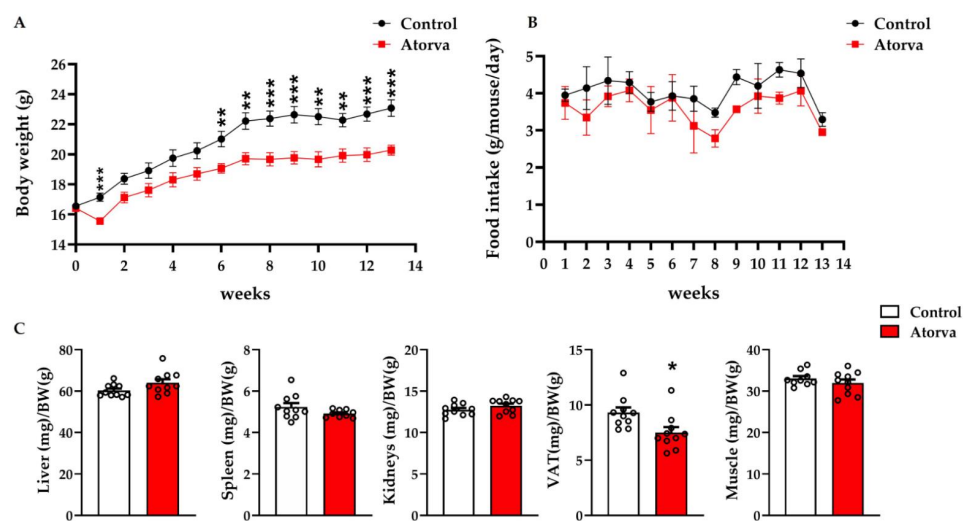 A
Control
Atorva
Body weight (g)
26
24
22
20
18
16
14
***
**
**
***
***
**
**
***
***
0 2 4 6 8 10 12 14
weeks
B
Control
Atorva
Food intake (g/mouse/day)
5
4
3
2
1
0
0 1 2 3 4 5 6 7 8 9 10 11 12 13 14
weeks
C
Control
Atorva
Liver (mg)/BW(g)
80
60
40
20
0
Spleen (mg)/BW(g)
8
6
4
2
0
Kidneys (mg)/BW(g)
20
15
10
5
0
VAT(mg)/BW(g)
15
10
5
0
*
Muscle (mg)/BW(g)
40
30
20
10
0